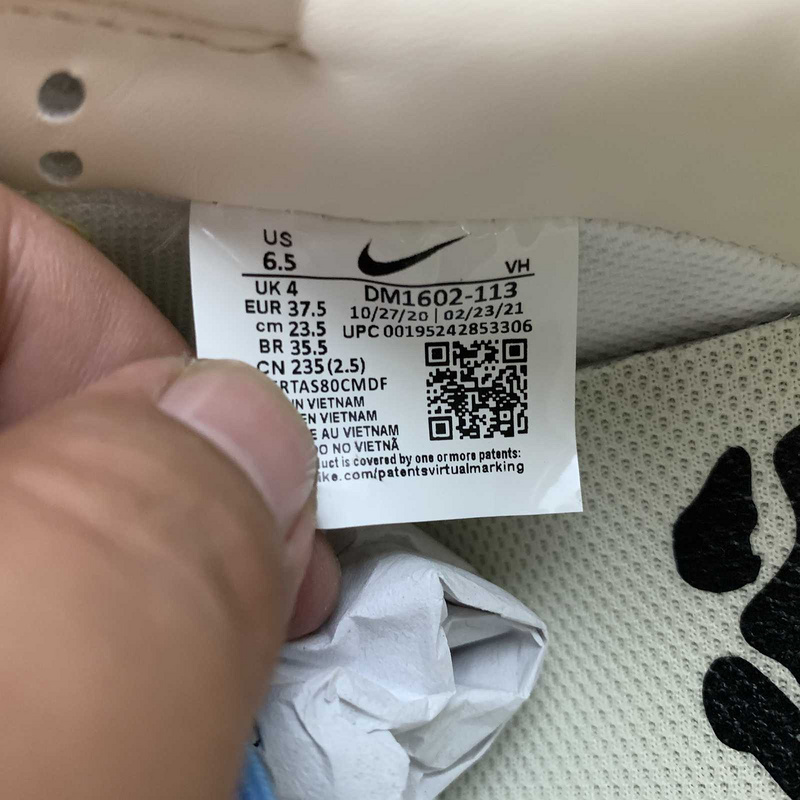 US
6.5
VH
UK 4
EUR 37.5
cm 23.5
BR 35.5
CN 235(2.5)
DM1602-113
10/27/20 | 02/23/21
UPC 00195242853306
RTAS80CMDF
IN VIETNAM
EN VIETNAM
E AU VIETNAM
DO NO VIETNÃ
uct is covered by one or more patents:
ike.com/patentsvirtualmarking